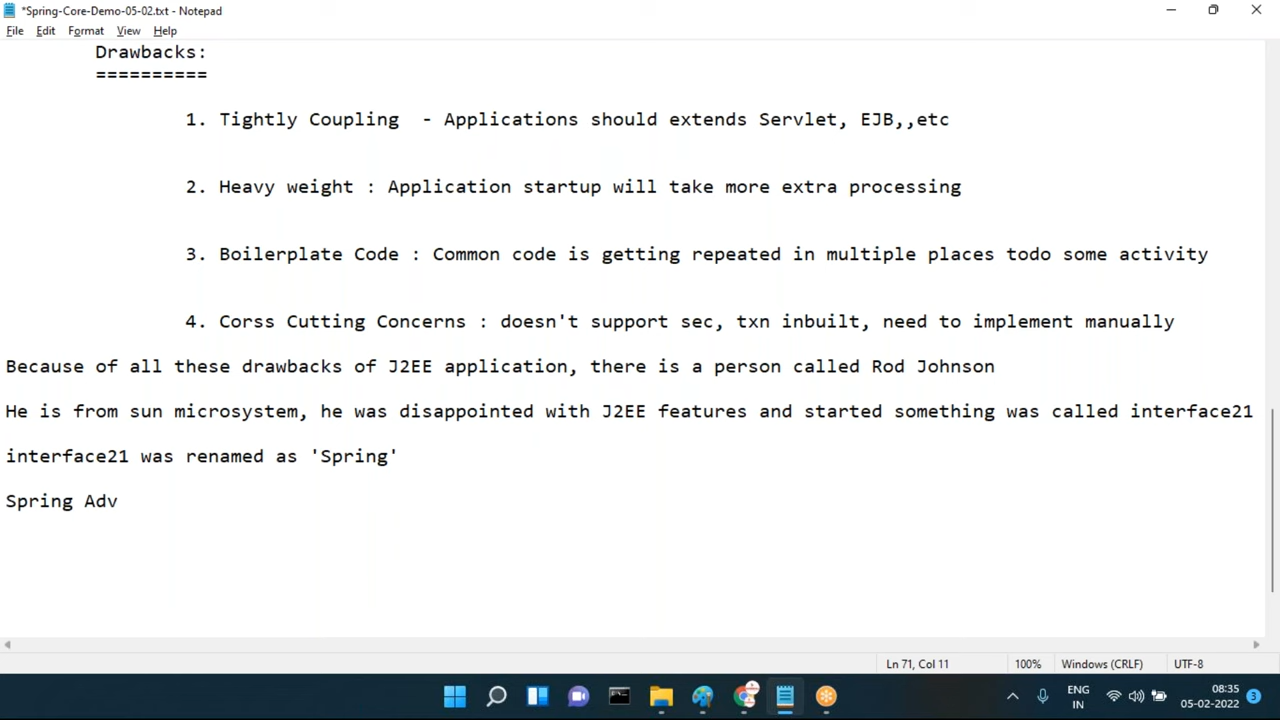 *Spring-Core-Demo-05-02.txt - Notepad
File Edit Format View Help
Drawbacks:
==========
1. Tightly Coupling - Applications should extends Servlet, EJB,,etc
2. Heavy weight : Application startup will take more extra processing
3. Boilerplate Code : Common code is getting repeated in multiple places todo some activity
4. Corss Cutting Concerns : doesn't support sec, txn inbuilt, need to implement manually
Because of all these drawbacks of J2EE application, there is a person called Rod Johnson
He is from sun microsystem, he was disappointed with J2EE features and started something was called interface21
interface21 was renamed as 'Spring'
Spring Adv
Ln 71, Col 11 100% Windows (CRLF) UTF-8
ENG 08:35
IN 05-02-2022 3